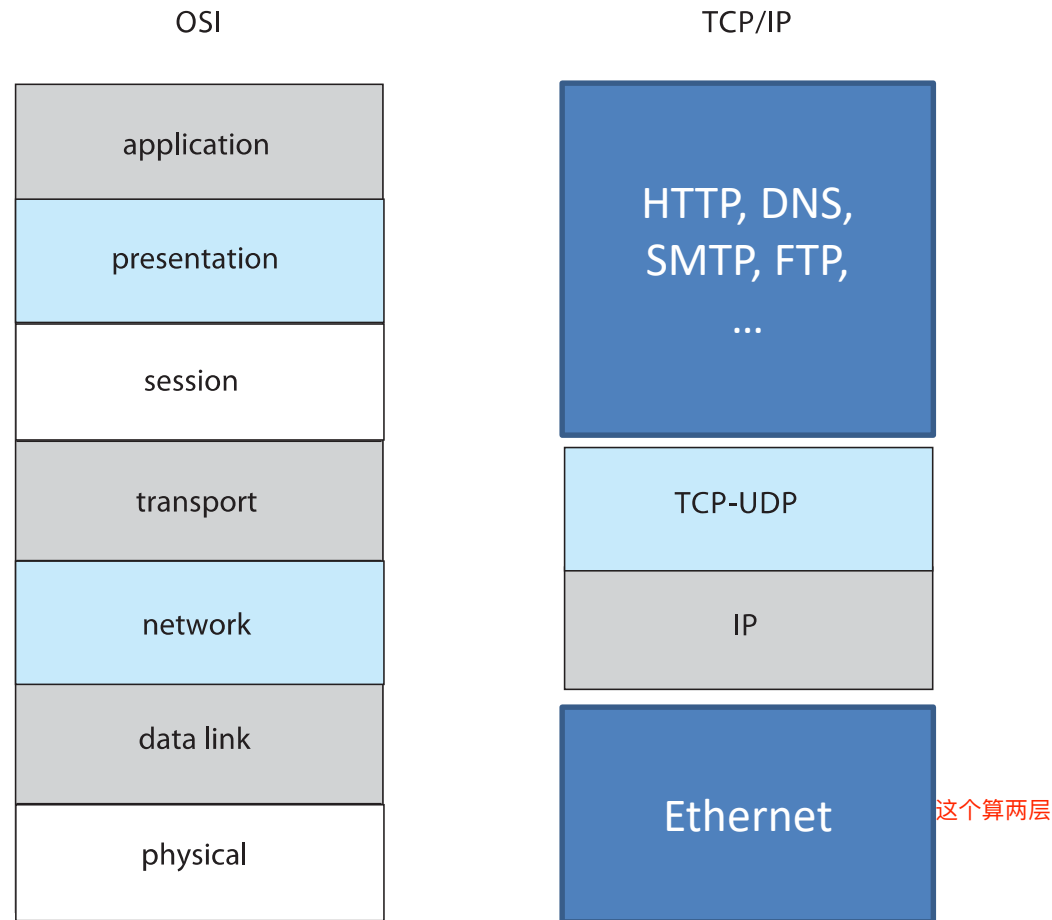 OSI
TCP/IP
application
presentation
session
transport
network
data link
physical
HTTP, DNS,
SMTP, FTP,
...
TCP-UDP
IP
Ethernet
这个算两层